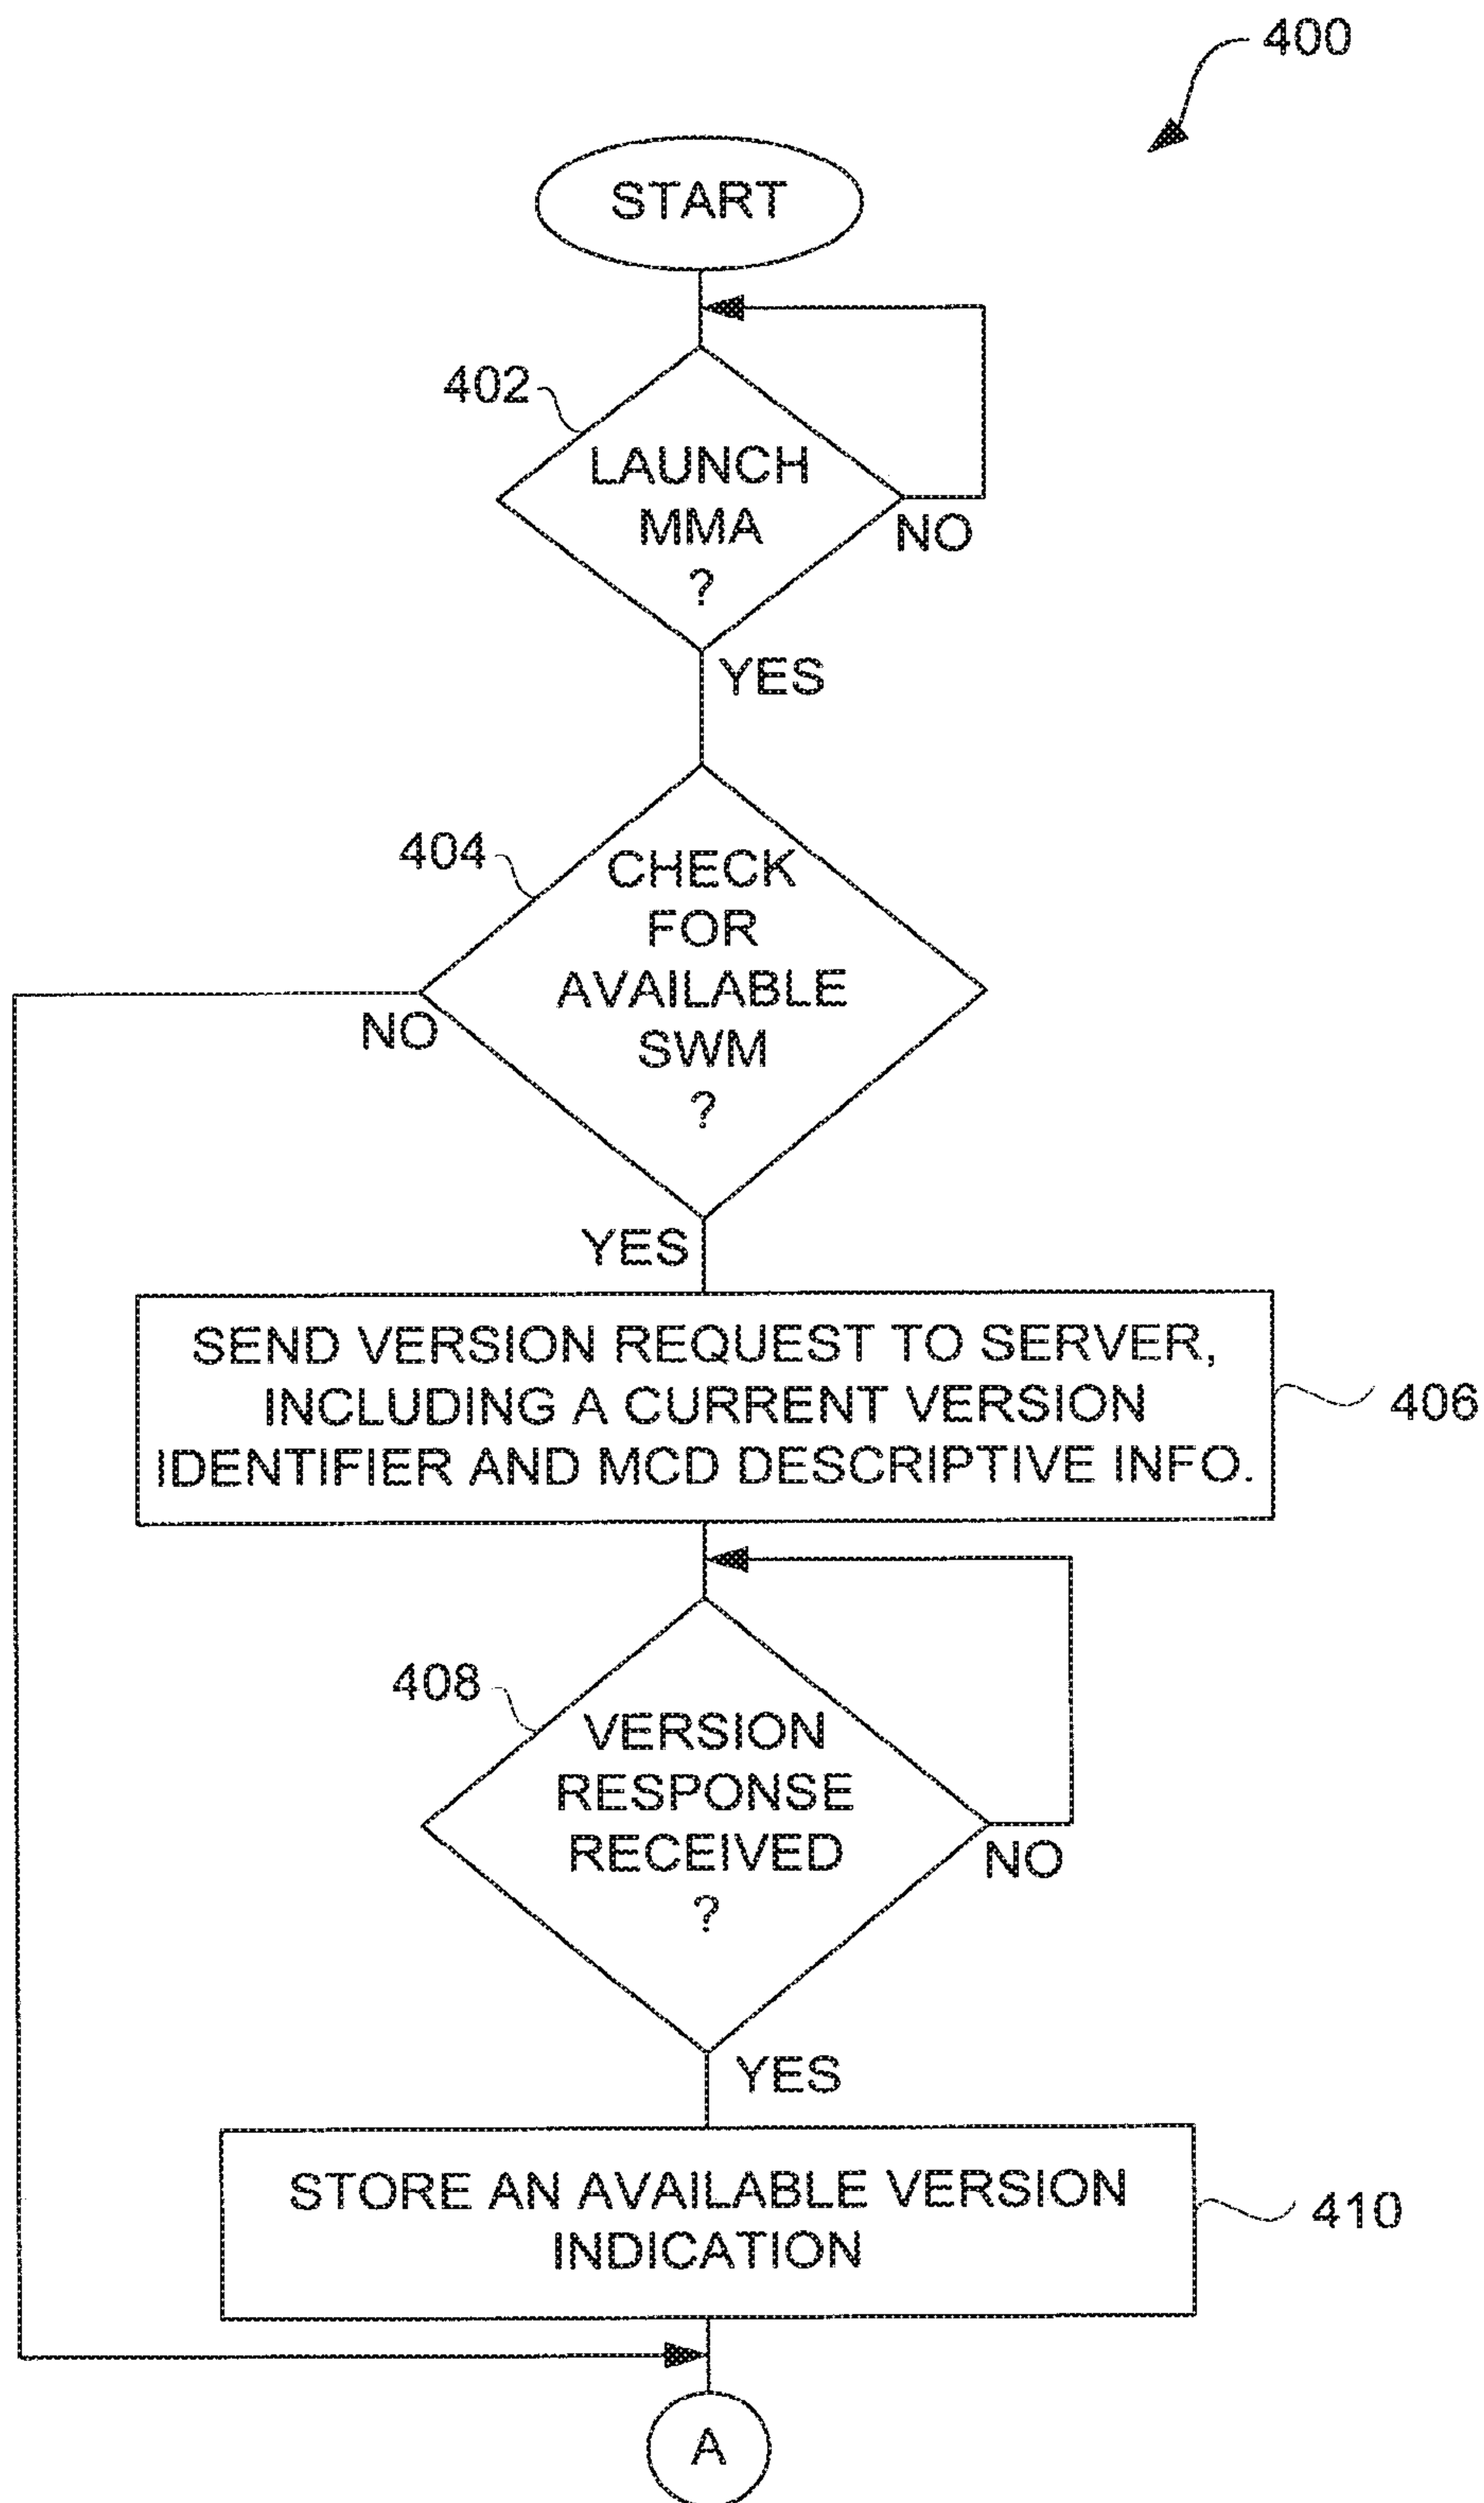 400
START
402
LAUNCH
MMA
?
NO
YES
404
CHECK
FOR
AVAILABLE
SWM
?
NO
YES
SEND VERSION REQUEST TO SERVER,
INCLUDING A CURRENT VERSION
IDENTIFIER AND MCD DESCRIPTIVE INFO.
406
408
VERSION
RESPONSE
RECEIVED
?
NO
YES
STORE AN AVAILABLE VERSION
INDICATION
410
A